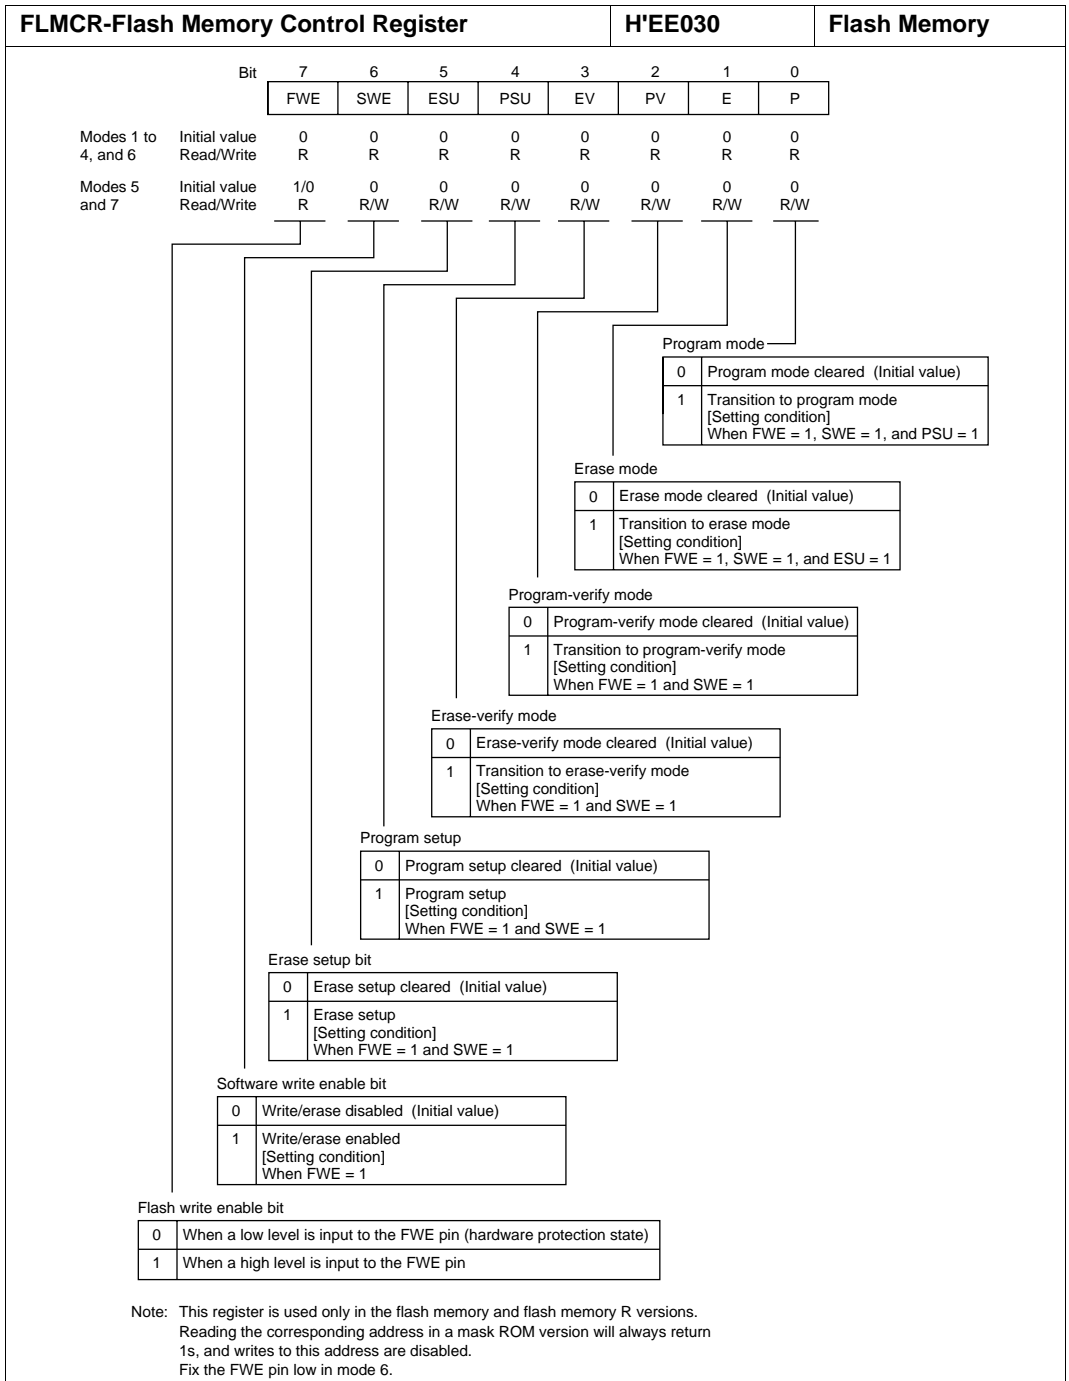 FLMCR-Flash Memory Control Register H'EE030 Flash Memory
Bit 7 6 5 4 3 2 1 0
FWE SWE ESU PSU EV PV E P
Modes 1 to Initial value 0 0 0 0 0 0 0 0
4, and 6 Read/Write R R R R R R R R
Modes 5 Initial value 1/0 0 0 0 0 0 0 0
and 7 Read/Write R R/W R/W R/W R/W R/W R/W R/W
Program mode
0 Program mode cleared (Initial value)
1 Transition to program mode
[Setting condition]
When FWE = 1, SWE = 1, and PSU = 1
Erase mode
0 Erase mode cleared (Initial value)
1 Transition to erase mode
[Setting condition]
When FWE = 1, SWE = 1, and ESU = 1
Program-verify mode
0 Program-verify mode cleared (Initial value)
1 Transition to program-verify mode
[Setting condition]
When FWE = 1 and SWE = 1
Erase-verify mode
0 Erase-verify mode cleared (Initial value)
1 Transition to erase-verify mode
[Setting condition]
When FWE = 1 and SWE = 1
Program setup
0 Program setup cleared (Initial value)
1 Program setup
[Setting condition]
When FWE = 1 and SWE = 1
Erase setup bit
0 Erase setup cleared (Initial value)
1 Erase setup
[Setting condition]
When FWE = 1 and SWE = 1
Software write enable bit
0 Write/erase disabled (Initial value)
1 Write/erase enabled
[Setting condition]
When FWE = 1
Flash write enable bit
0 When a low level is input to the FWE pin (hardware protection state)
1 When a high level is input to the FWE pin
Note: This register is used only in the flash memory and flash memory R versions.
Reading the corresponding address in a mask ROM version will always return
1s, and writes to this address are disabled.
Fix the FWE pin low in mode 6.